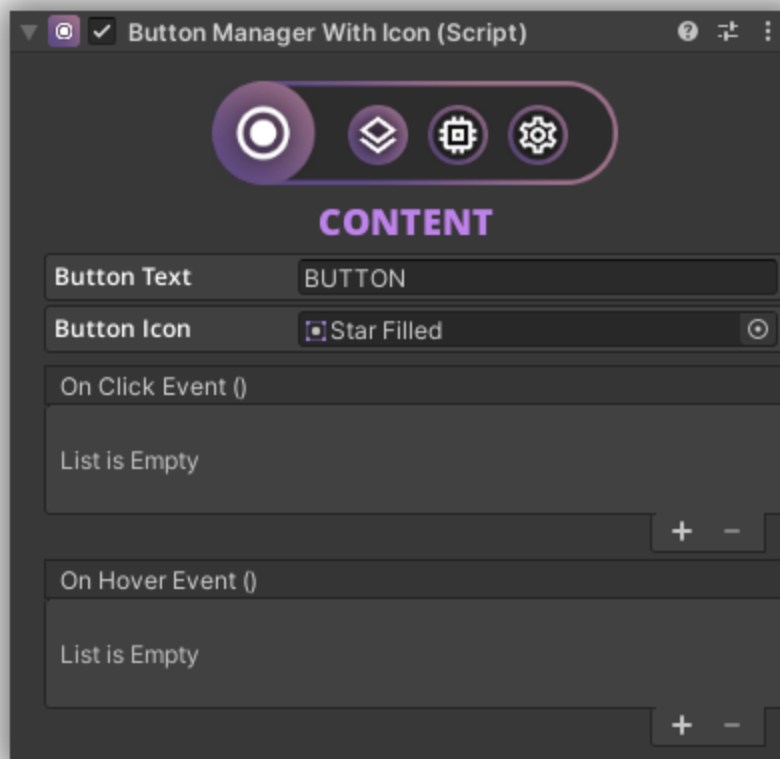 Button Manager With Icon (Script)
CONTENT
Button Text BUTTON
Button Icon Star Filled
On Click Event ()
List is Empty
On Hover Event ()
List is Empty